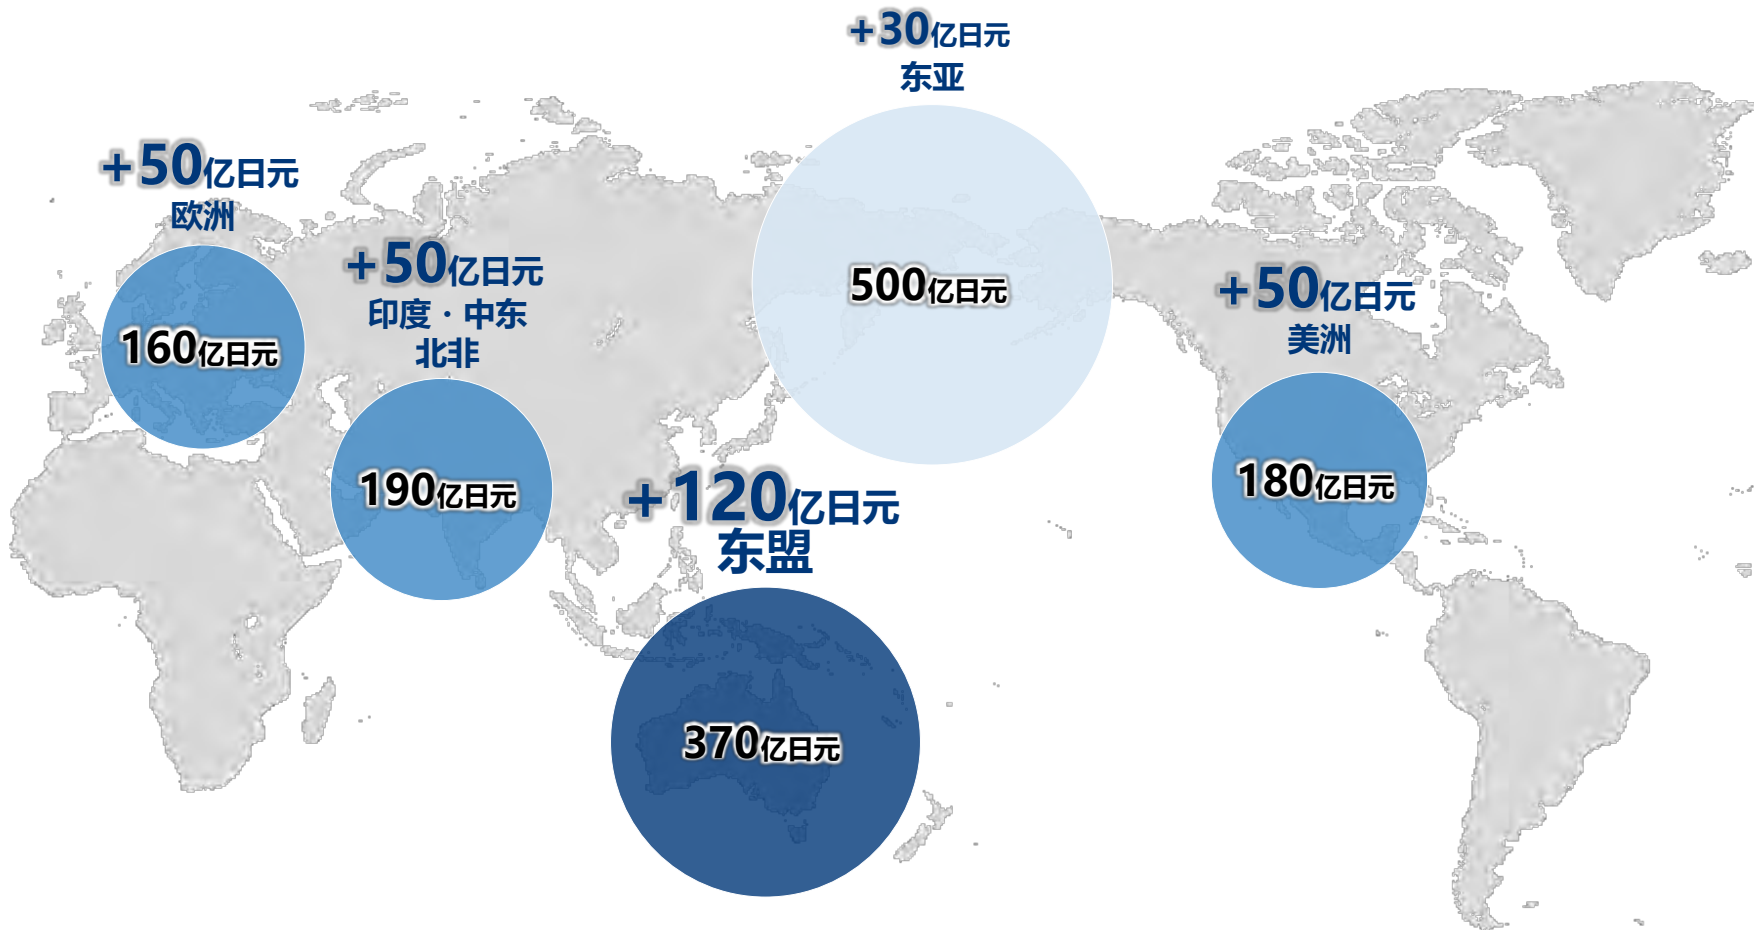 +30亿日元
东亚
500亿日元
+50亿日元
欧洲
160亿日元
+50亿日元
印度·中东
北非
190亿日元
+50亿日元
美洲
180亿日元
+120亿日元
东盟
370亿日元